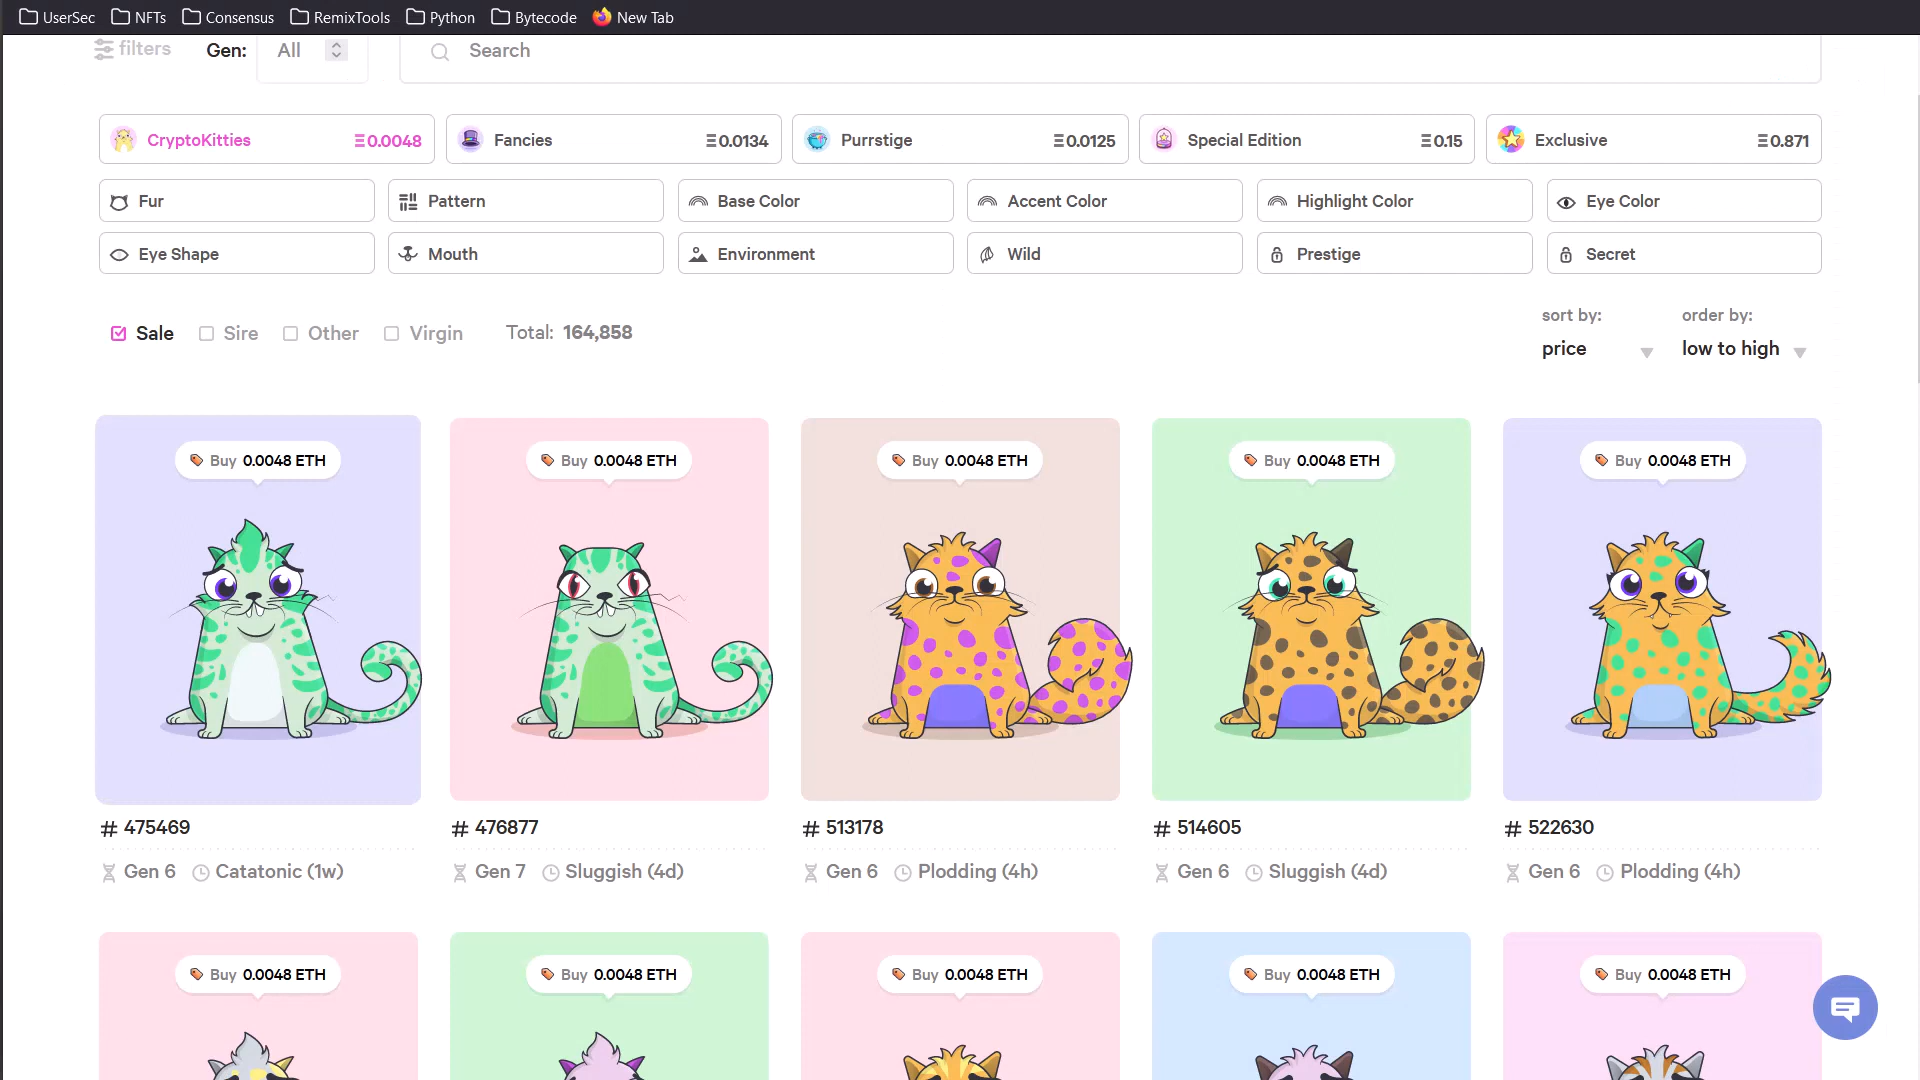 UserSec NFTs Consensus RemixTools Python Bytecode New Tab
filters Gen: All Search
CryptoKitties Ξ0.0048 Fancies Ξ0.0134 Purrstige Ξ0.0125 Special Edition Ξ0.15 Exclusive Ξ0.871
Fur Pattern Base Color Accent Color Highlight Color Eye Color
Eye Shape Mouth Environment Wild Prestige Secret
sort by: order by:
Sale Sire Other Virgin Total: 164,858
price low to high
Buy 0.0048 ETH Buy 0.0048 ETH Buy 0.0048 ETH Buy 0.0048 ETH Buy 0.0048 ETH
# 475469 # 476877 # 513178 # 514605 # 522630
Gen 6 Catatonic (1w) Gen 7 Sluggish (4d) Gen 6 Plodding (4h) Gen 6 Sluggish (4d) Gen 6 Plodding (4h)
Buy 0.0048 ETH Buy 0.0048 ETH Buy 0.0048 ETH Buy 0.0048 ETH Buy 0.0048 ETH